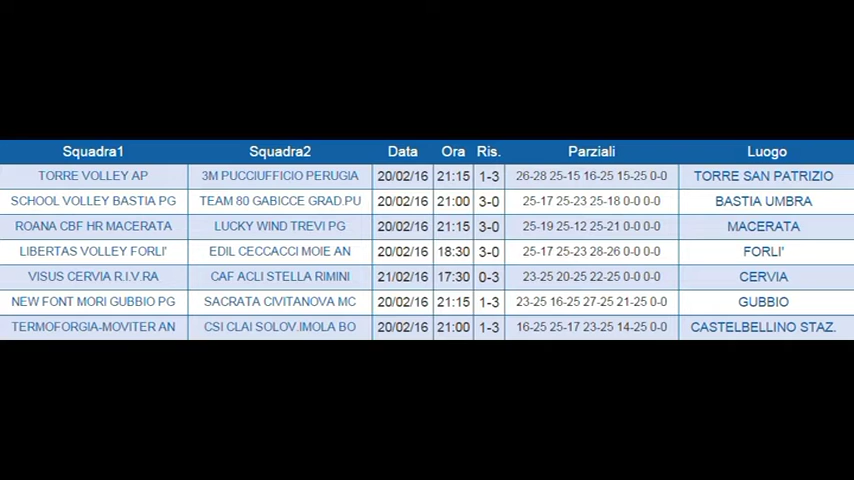 Squadra1 Squadra2 Data Ora Ris. Parziali Luogo
TORRE VOLLEY AP 3M PUCCIUFFICIO PERUGIA 20/02/16 21:15 1-3 26-28 25-15 16-25 15-25 0-0 TORRE SAN PATRIZIO
SCHOOL VOLLEY BASTIA PG TEAM 80 GABICCE GRAD.PU 20/02/16 21:00 3-0 25-17 25-23 25-18 0-0 0-0 BASTIA UMBRA
ROANA CBF HR MACERATA LUCKY WIND TREVI PG 20/02/16 21:15 3-0 25-19 25-12 25-21 0-0 0-0 MACERATA
LIBERTAS VOLLEY FORLI' EDIL CECCACCI MOIE AN 20/02/16 18:30 3-0 25-17 25-23 28-26 0-0 0-0 FORLI'
VISUS CERVIA R.I.V.RA CAF ACLI STELLA RIMINI 21/02/16 17:30 0-3 23-25 20-25 22-25 0-0 0-0 CERVIA
NEW FONT MORI GUBBIO PG SACRATA CIVITANOVA MC 20/02/16 21:15 1-3 23-25 16-25 27-25 21-25 0-0 GUBBIO
TERMOFORGIA-MOVITER AN CSI CLAI SOLOV.IMOLA BO 20/02/16 21:00 1-3 16-25 25-17 23-25 14-25 0-0 CASTELBELLINO STAZ.